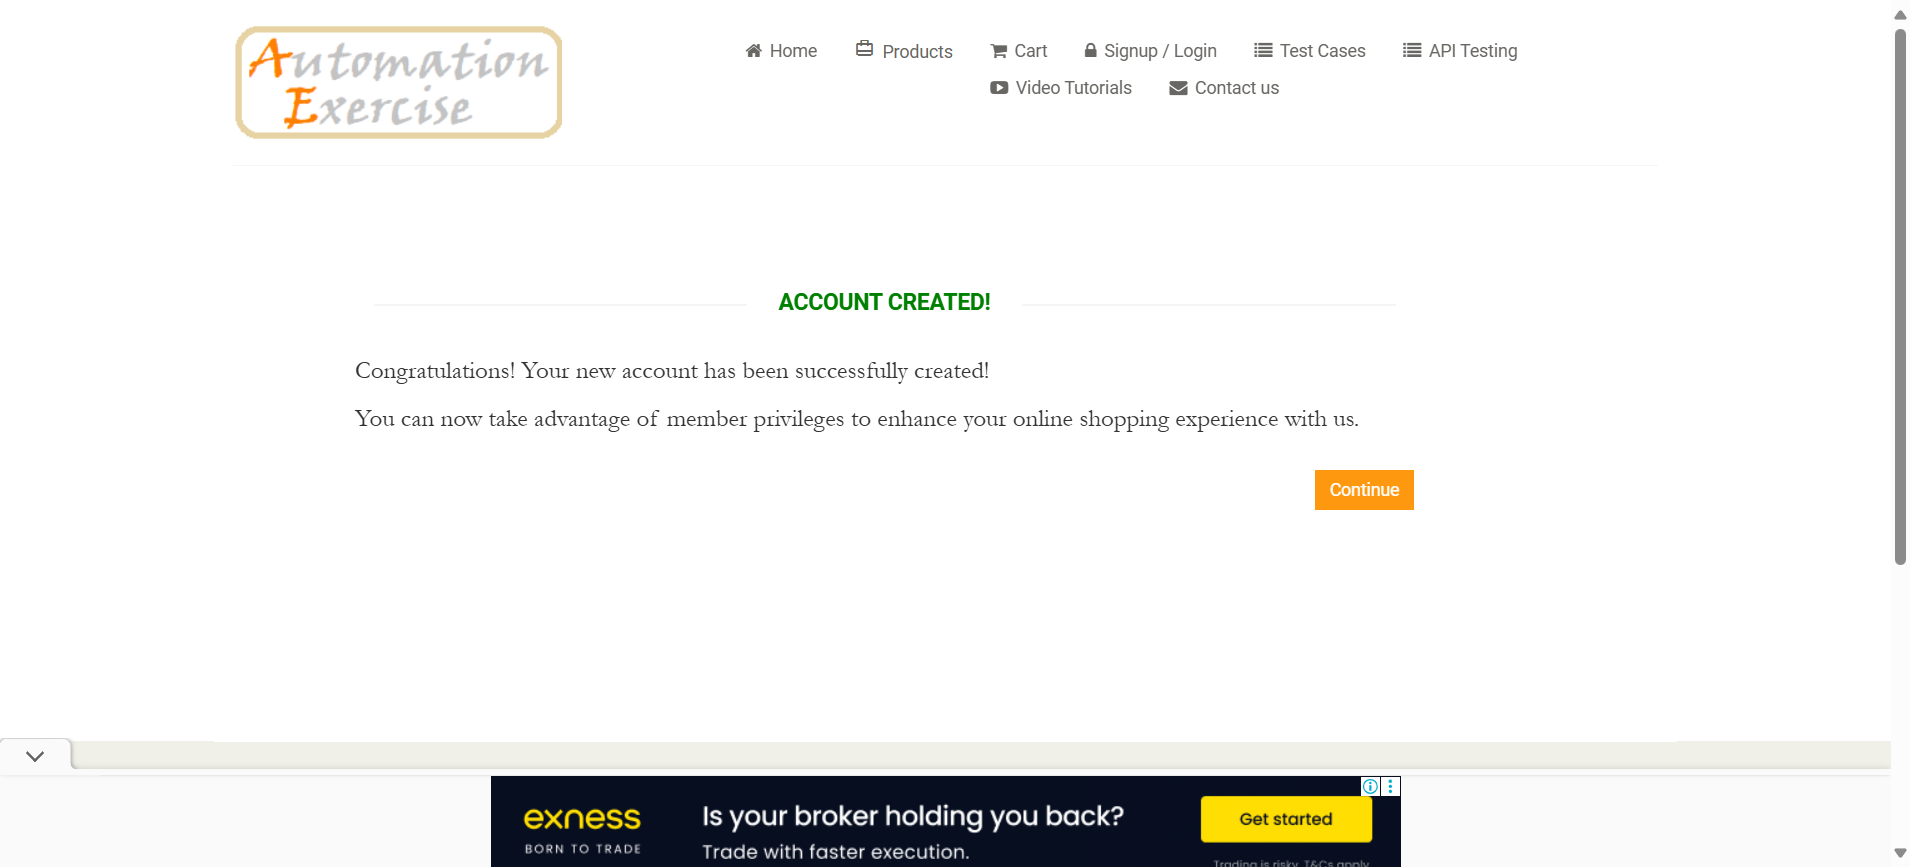 Automation
Exercise
Home
Products
Cart
Signup / Login
Test Cases
API Testing
Video Tutorials
Contact us
ACCOUNT CREATED!
Congratulations! Your new account has been successfully created!
You can now take advantage of member privileges to enhance your online shopping experience with us.
Continue
exness
BORN TO TRADE
Is your broker holding you back?
Trade with faster execution.
Get started
Trading is risky. T&Cs apply.